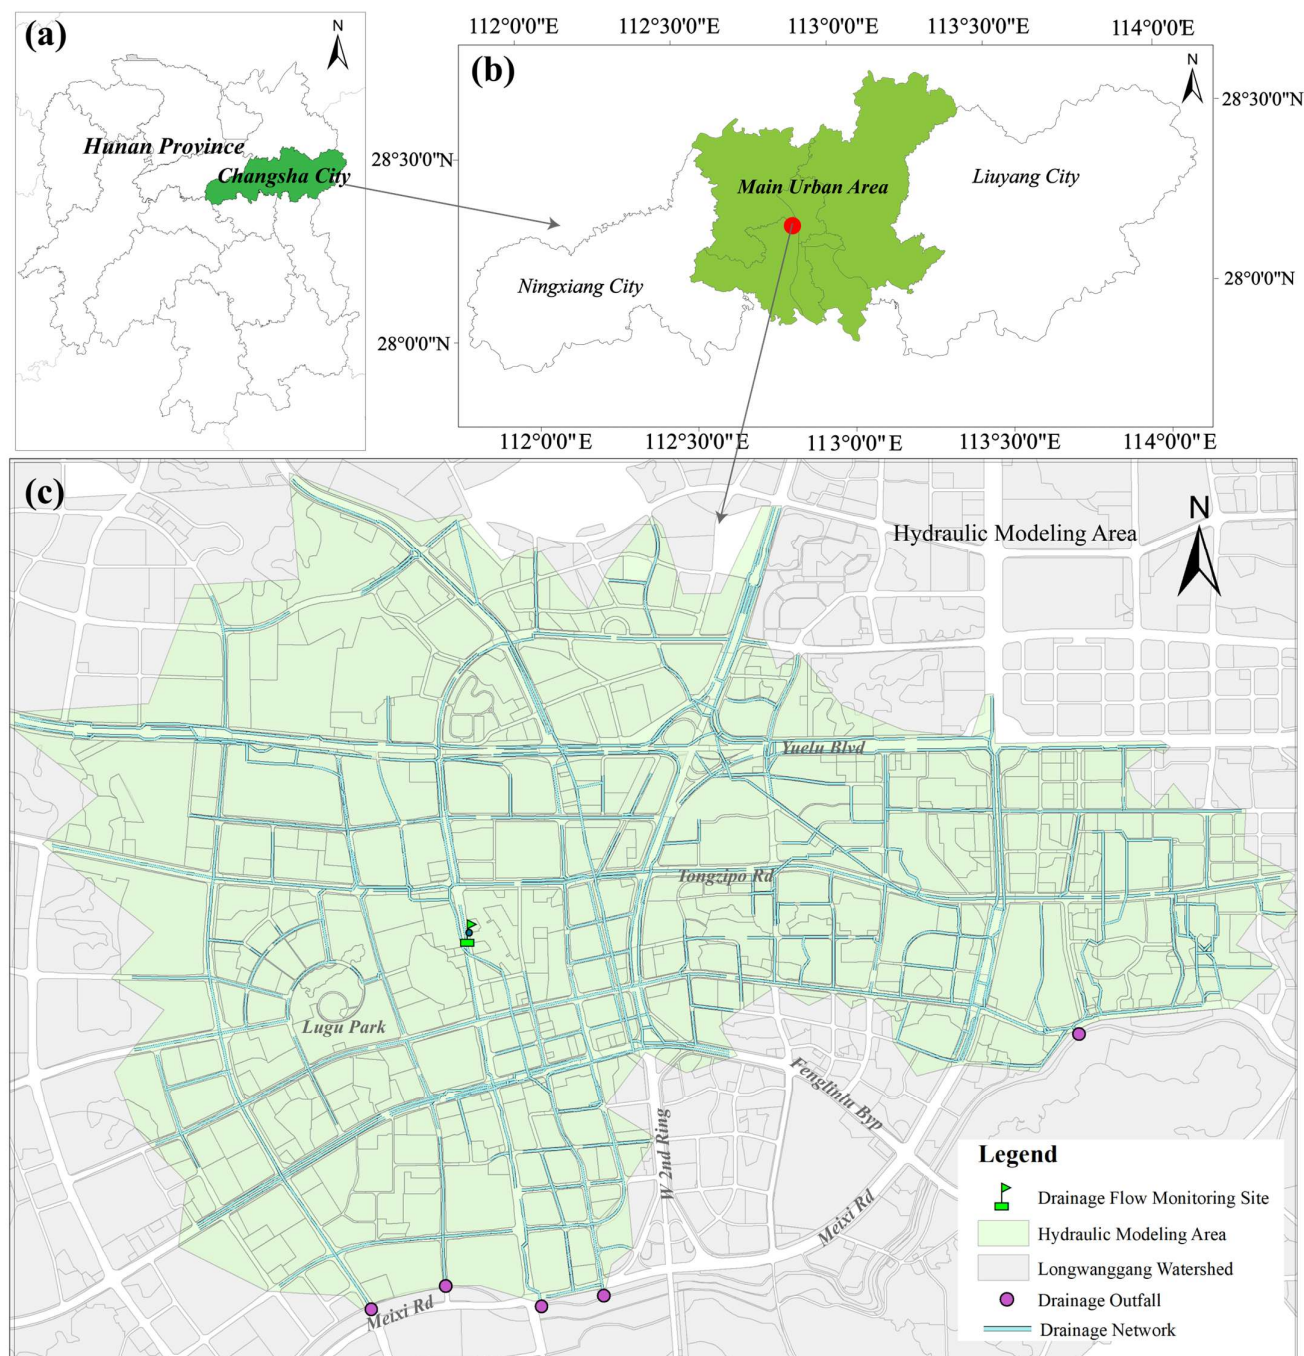 (a)
N
Hunan Province
Changsha City
112°0'0"E
112°30'0"E
113°0'0"E
113°30'0"E
114°0'0"E
(b)
N
28°30'0"N
28°30'0"N
Main Urban Area
Liuyang City
Ningxiang City
28°0'0"N
28°0'0"N
112°0'0"E
112°30'0"E
113°0'0"E
113°30'0"E
114°0'0"E
(c)
N
Hydraulic Modeling Area
Yuelu Blvd
Tongzipo Rd
Lugu Park
Fenglinlu Byp
W 2nd Ring
Meixi Rd
Meixi Rd
Legend
Drainage Flow Monitoring Site
Hydraulic Modeling Area
Longwanggang Watershed
Drainage Outfall
Drainage Network